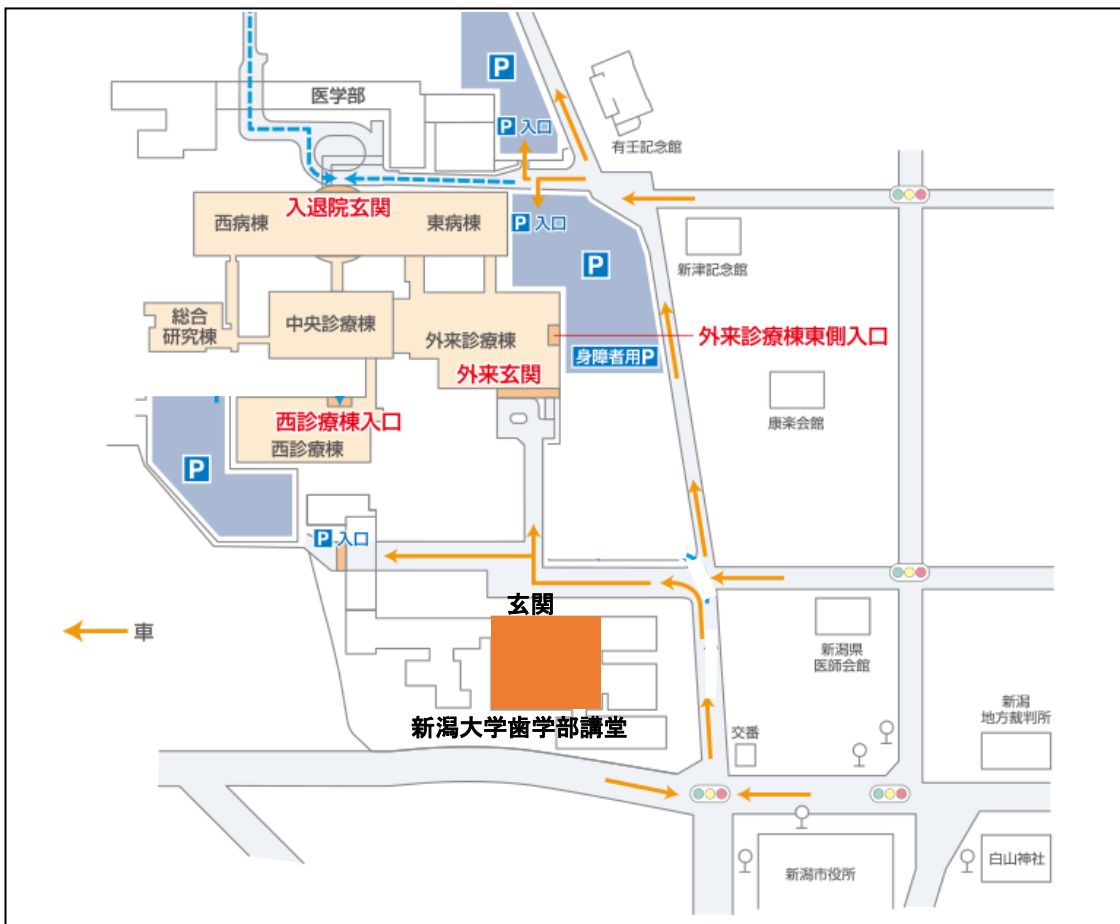 P
医学部
P 入口
有壬記念館
入退院玄関
西病棟
東病棟
P 入口
P
新津記念館
総合
研究棟
中央診療棟
外来診療棟
外来診療棟東側入口
身障者用P
外来玄関
康楽会館
西診療棟入口
西診療棟
P
P 入口
玄関
車
新潟県
医師会館
新潟
地方裁判所
新潟大学歯学部講堂
交番
新潟市役所
白山神社